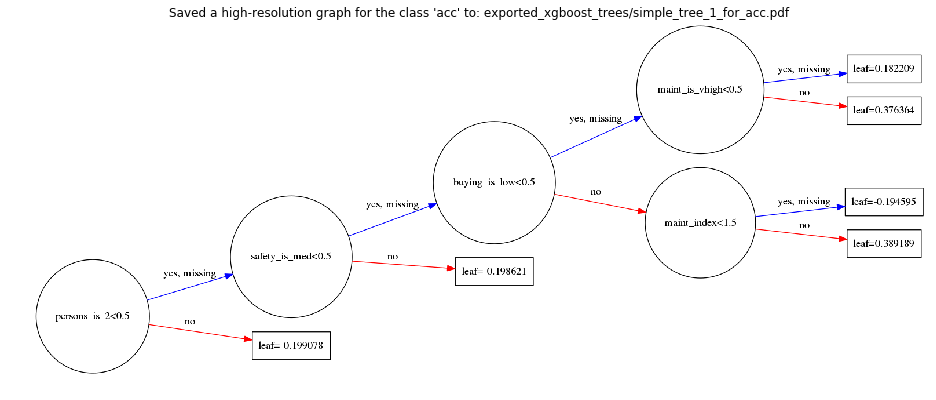 Saved a high-resolution graph for the class 'acc' to: exported_xgboost_trees/simple_tree_1_for_acc.pdf
maint_is_vhigh<0.5
yes, missing
leaf=0.182209
no
leaf=0.376364
yes, missing
buying_is_low<0.5
no
maint_index<1.5
yes, missing
leaf=-0.194595
no
leaf=0.389189
yes, missing
safety_is_med<0.5
no
leaf=-0.198621
yes, missing
persons_is_2<0.5
no
leaf=-0.199078